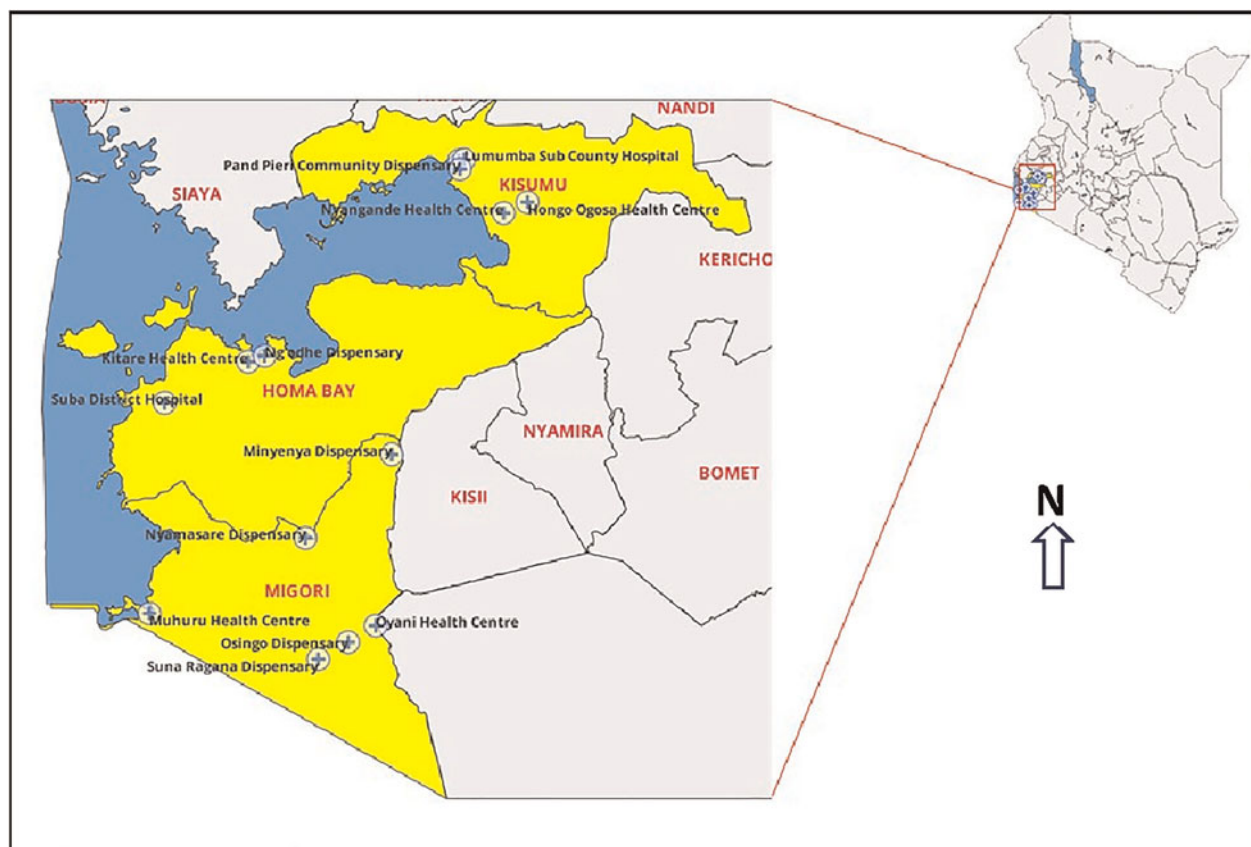 NANDI
Lumumba Sub County Hospital
Pand Pieri Community Dispensary
KISUMU
SIAYA
Nyangande Health Centre
Hongo Ogosa Health Centre
KERICHO
Kitare Health Centre
Ng'odhe Dispensary
HOMA BAY
Suba District Hospital
NYAMIRA
Minyenya Dispensary
BOMET
KISII
N
Nyamasare Dispensary
MIGORI
Muhuru Health Centre
Oyani Health Centre
Osingo Dispensary
Suna Ragana Dispensary